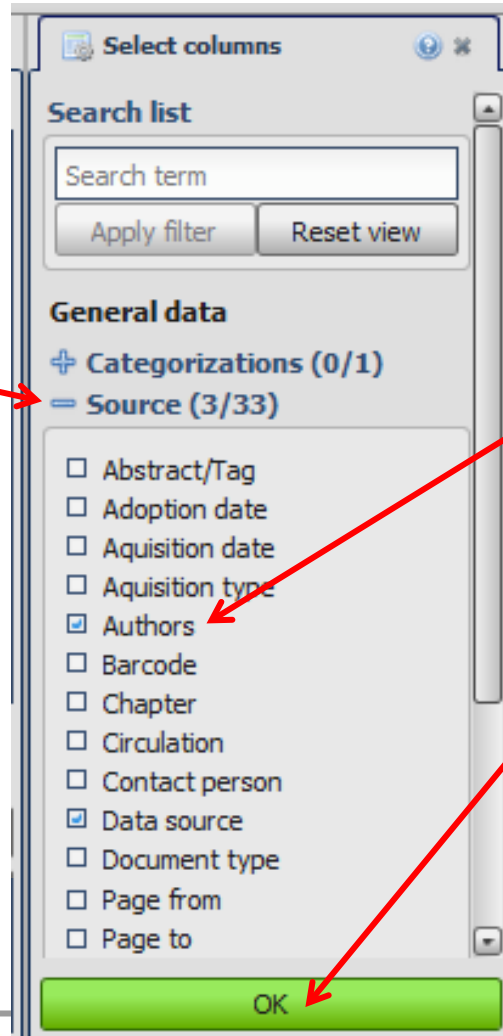 Select columns
Search list
Search term
Apply filter Reset view
General data
Categorizations (0/1)
Source (3/33)
Abstract/Tag
Adoption date
Aquisition date
Aquisition type
Authors
Barcode
Chapter
Circulation
Contact person
Data source
Document type
Page from
Page to
OK